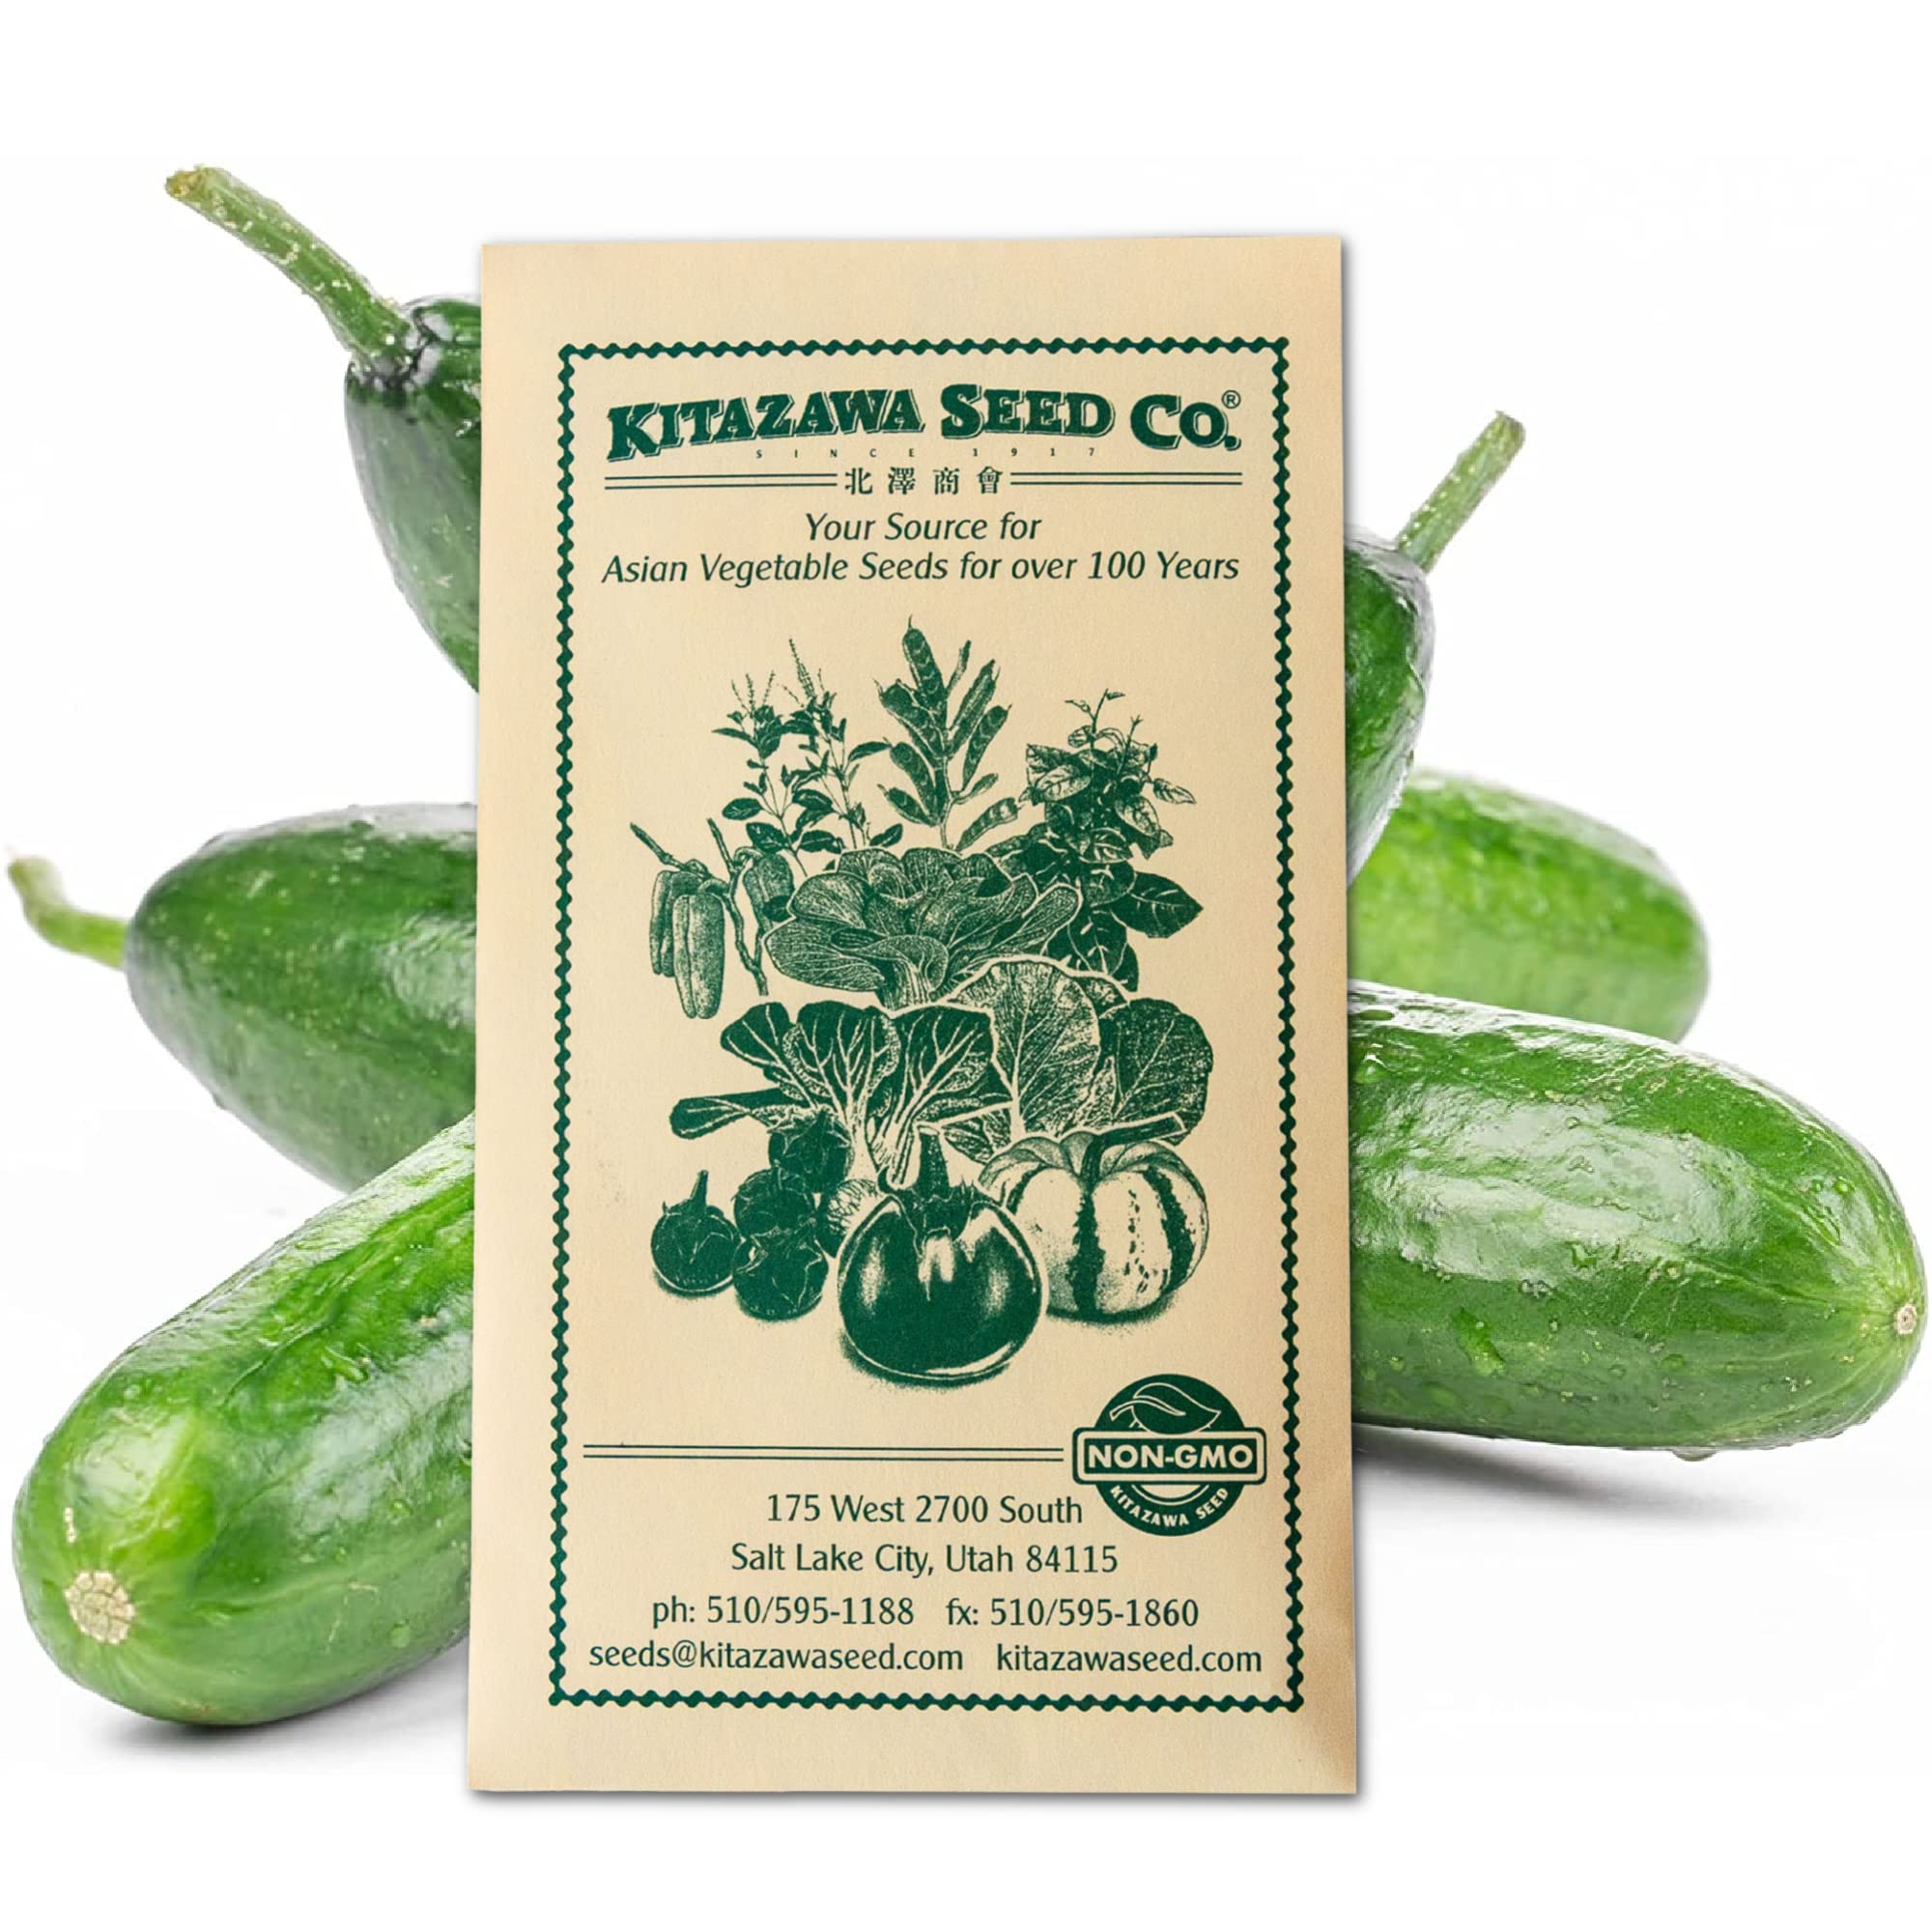 KITAZAWA SEED CO.®
SINCE 1917
北澤商會
Your Source for
Asian Vegetable Seeds for over 100 Years
NON-GMO
KITAZAWA SEED
175 West 2700 South
Salt Lake City, Utah 84115
ph: 510/595-1188 fx: 510/595-1860
seeds@kitazawaseed.com kitazawaseed.com